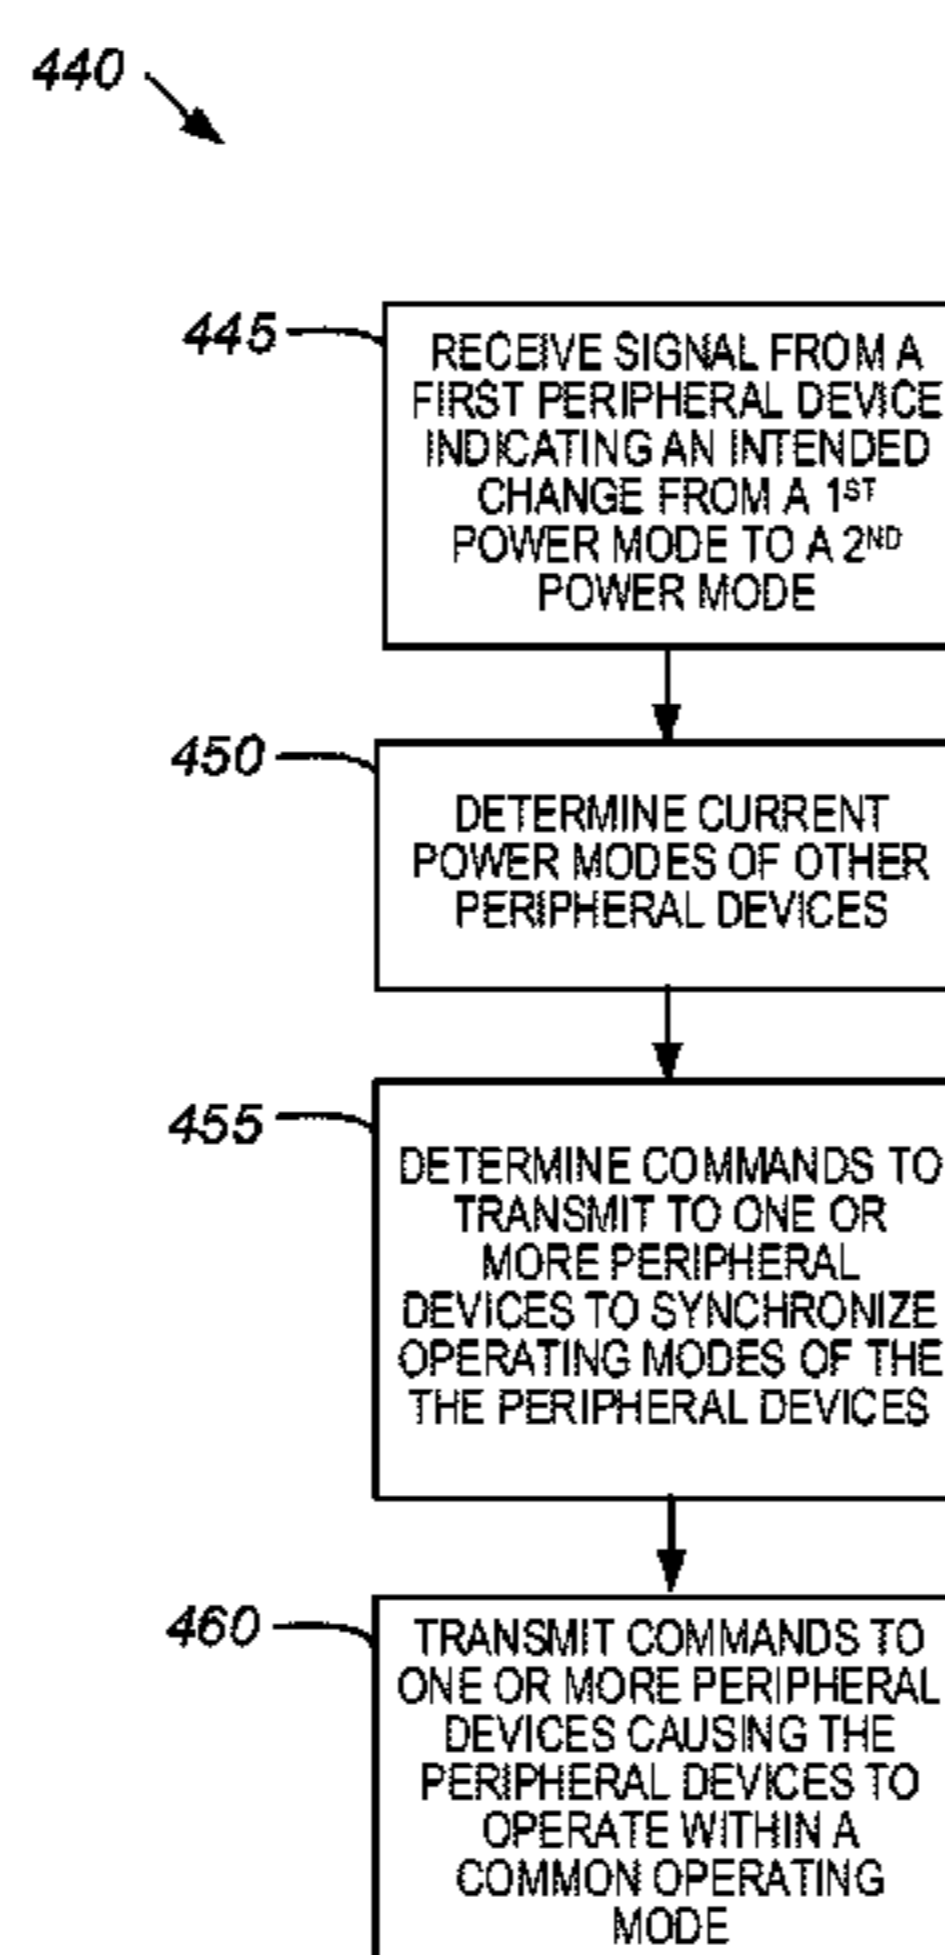 440
445
RECEIVE SIGNAL FROM A
FIRST PERIPHERAL DEVICE
INDICATING AN INTENDED
CHANGE FROM A 1ST
POWER MODE TO A 2ND
POWER MODE
450
DETERMINE CURRENT
POWER MODES OF OTHER
PERIPHERAL DEVICES
455
DETERMINE COMMANDS TO
TRANSMIT TO ONE OR
MORE PERIPHERAL
DEVICES TO SYNCHRONIZE
OPERATING MODES OF THE
THE PERIPHERAL DEVICES
460
TRANSMIT COMMANDS TO
ONE OR MORE PERIPHERAL
DEVICES CAUSING THE
PERIPHERAL DEVICES TO
OPERATE WITHIN A
COMMON OPERATING
MODE